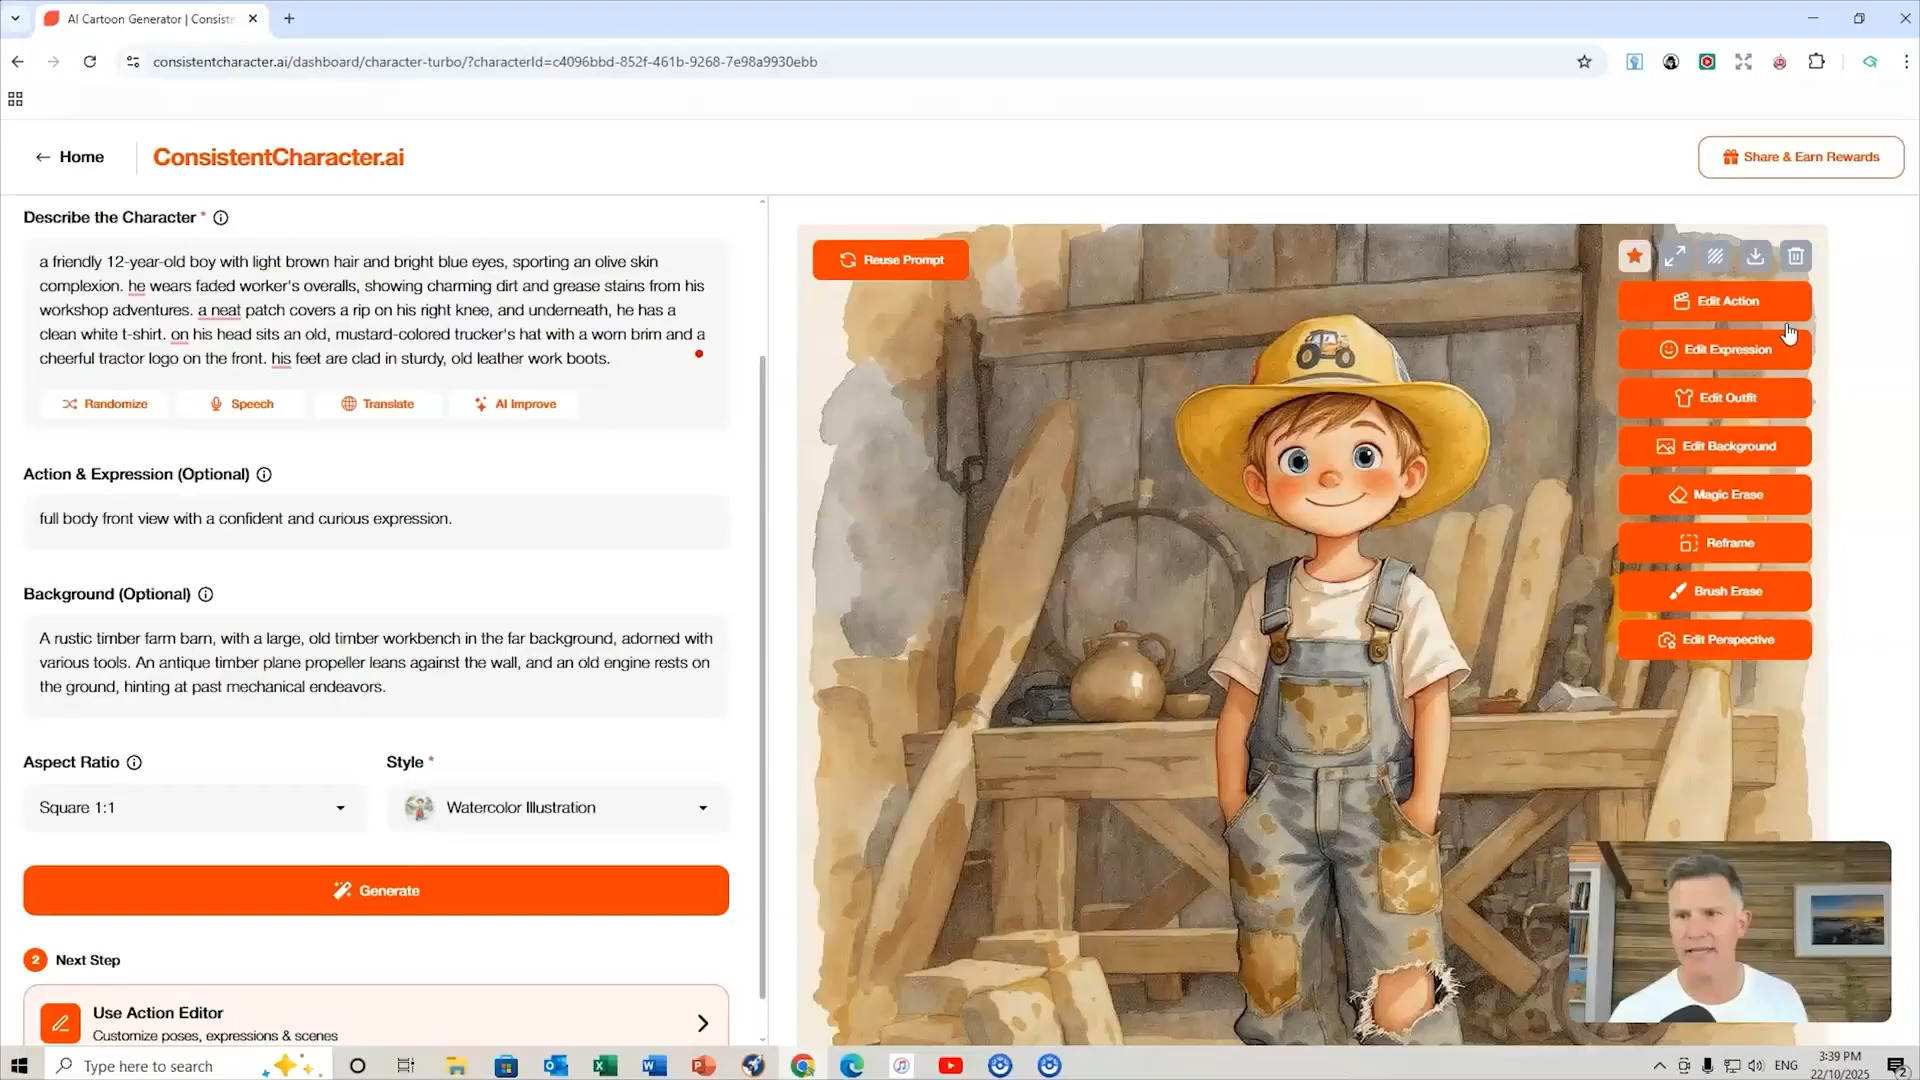 AI Cartoon Generator | Consiste
consistentcharacter.ai/dashboard/character-turbo/?characterId=c4096bbd-852f-461b-9268-7e98a9930ebb
Home
ConsistentCharacter.ai
Share & Earn Rewards
Describe the Character *
a friendly 12-year-old boy with light brown hair and bright blue eyes, sporting an olive skin
complexion. he wears faded worker's overalls, showing charming dirt and grease stains from his
workshop adventures. a neat patch covers a rip on his right knee, and underneath, he has a
clean white t-shirt. on his head sits an old, mustard-colored trucker's hat with a worn brim and a
cheerful tractor logo on the front. his feet are clad in sturdy, old leather work boots.
Randomize
Speech
Translate
AI Improve
Action & Expression (Optional)
full body front view with a confident and curious expression.
Background (Optional)
A rustic timber farm barn, with a large, old timber workbench in the far background, adorned with
various tools. An antique timber plane propeller leans against the wall, and an old engine rests on
the ground, hinting at past mechanical endeavors.
Aspect Ratio
Style *
Square 1:1
Watercolor Illustration
Generate
2 Next Step
Use Action Editor
Customize poses, expressions & scenes
Reuse Prompt
Edit Action
Edit Expression
Edit Outfit
Edit Background
Magic Erase
Reframe
Brush Erase
Edit Perspective
Type here to search
ENG
3:39 PM
22/10/2025
2